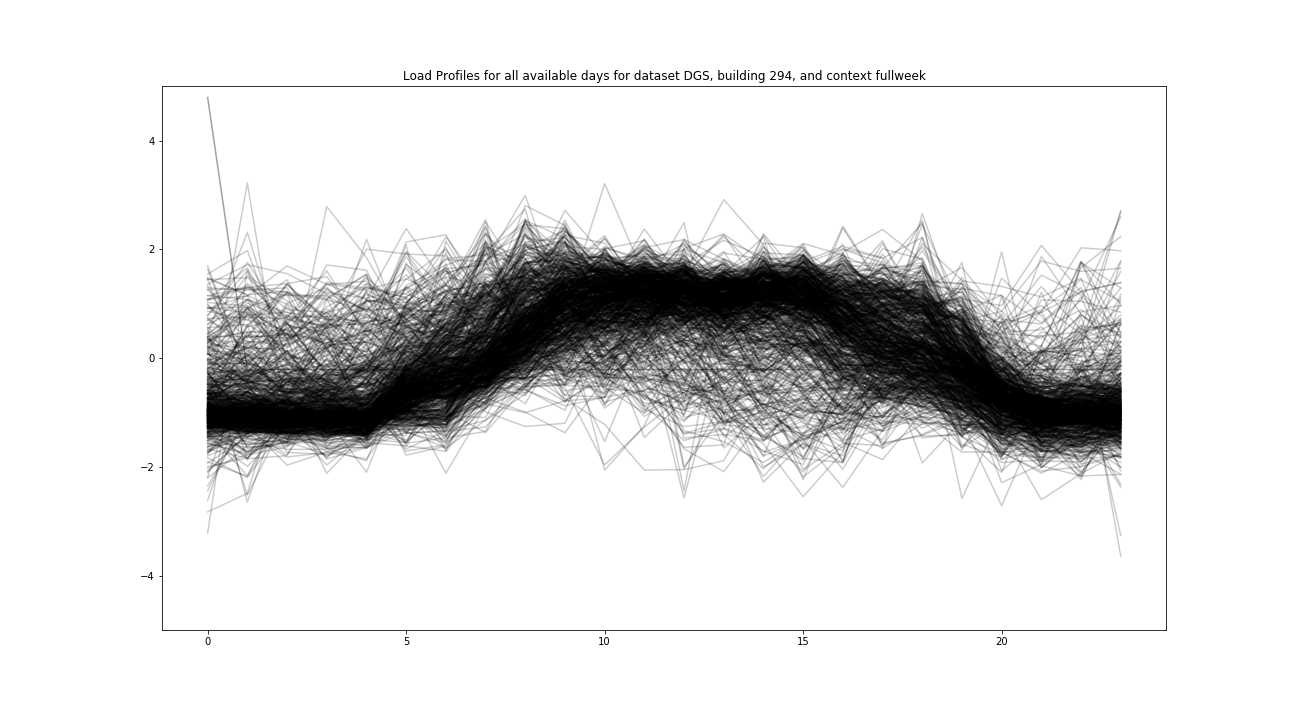 Load Profiles for all available days for dataset DGS, building 294, and context fullweek
4
2
0
−2
−4
0 5 10 15 20